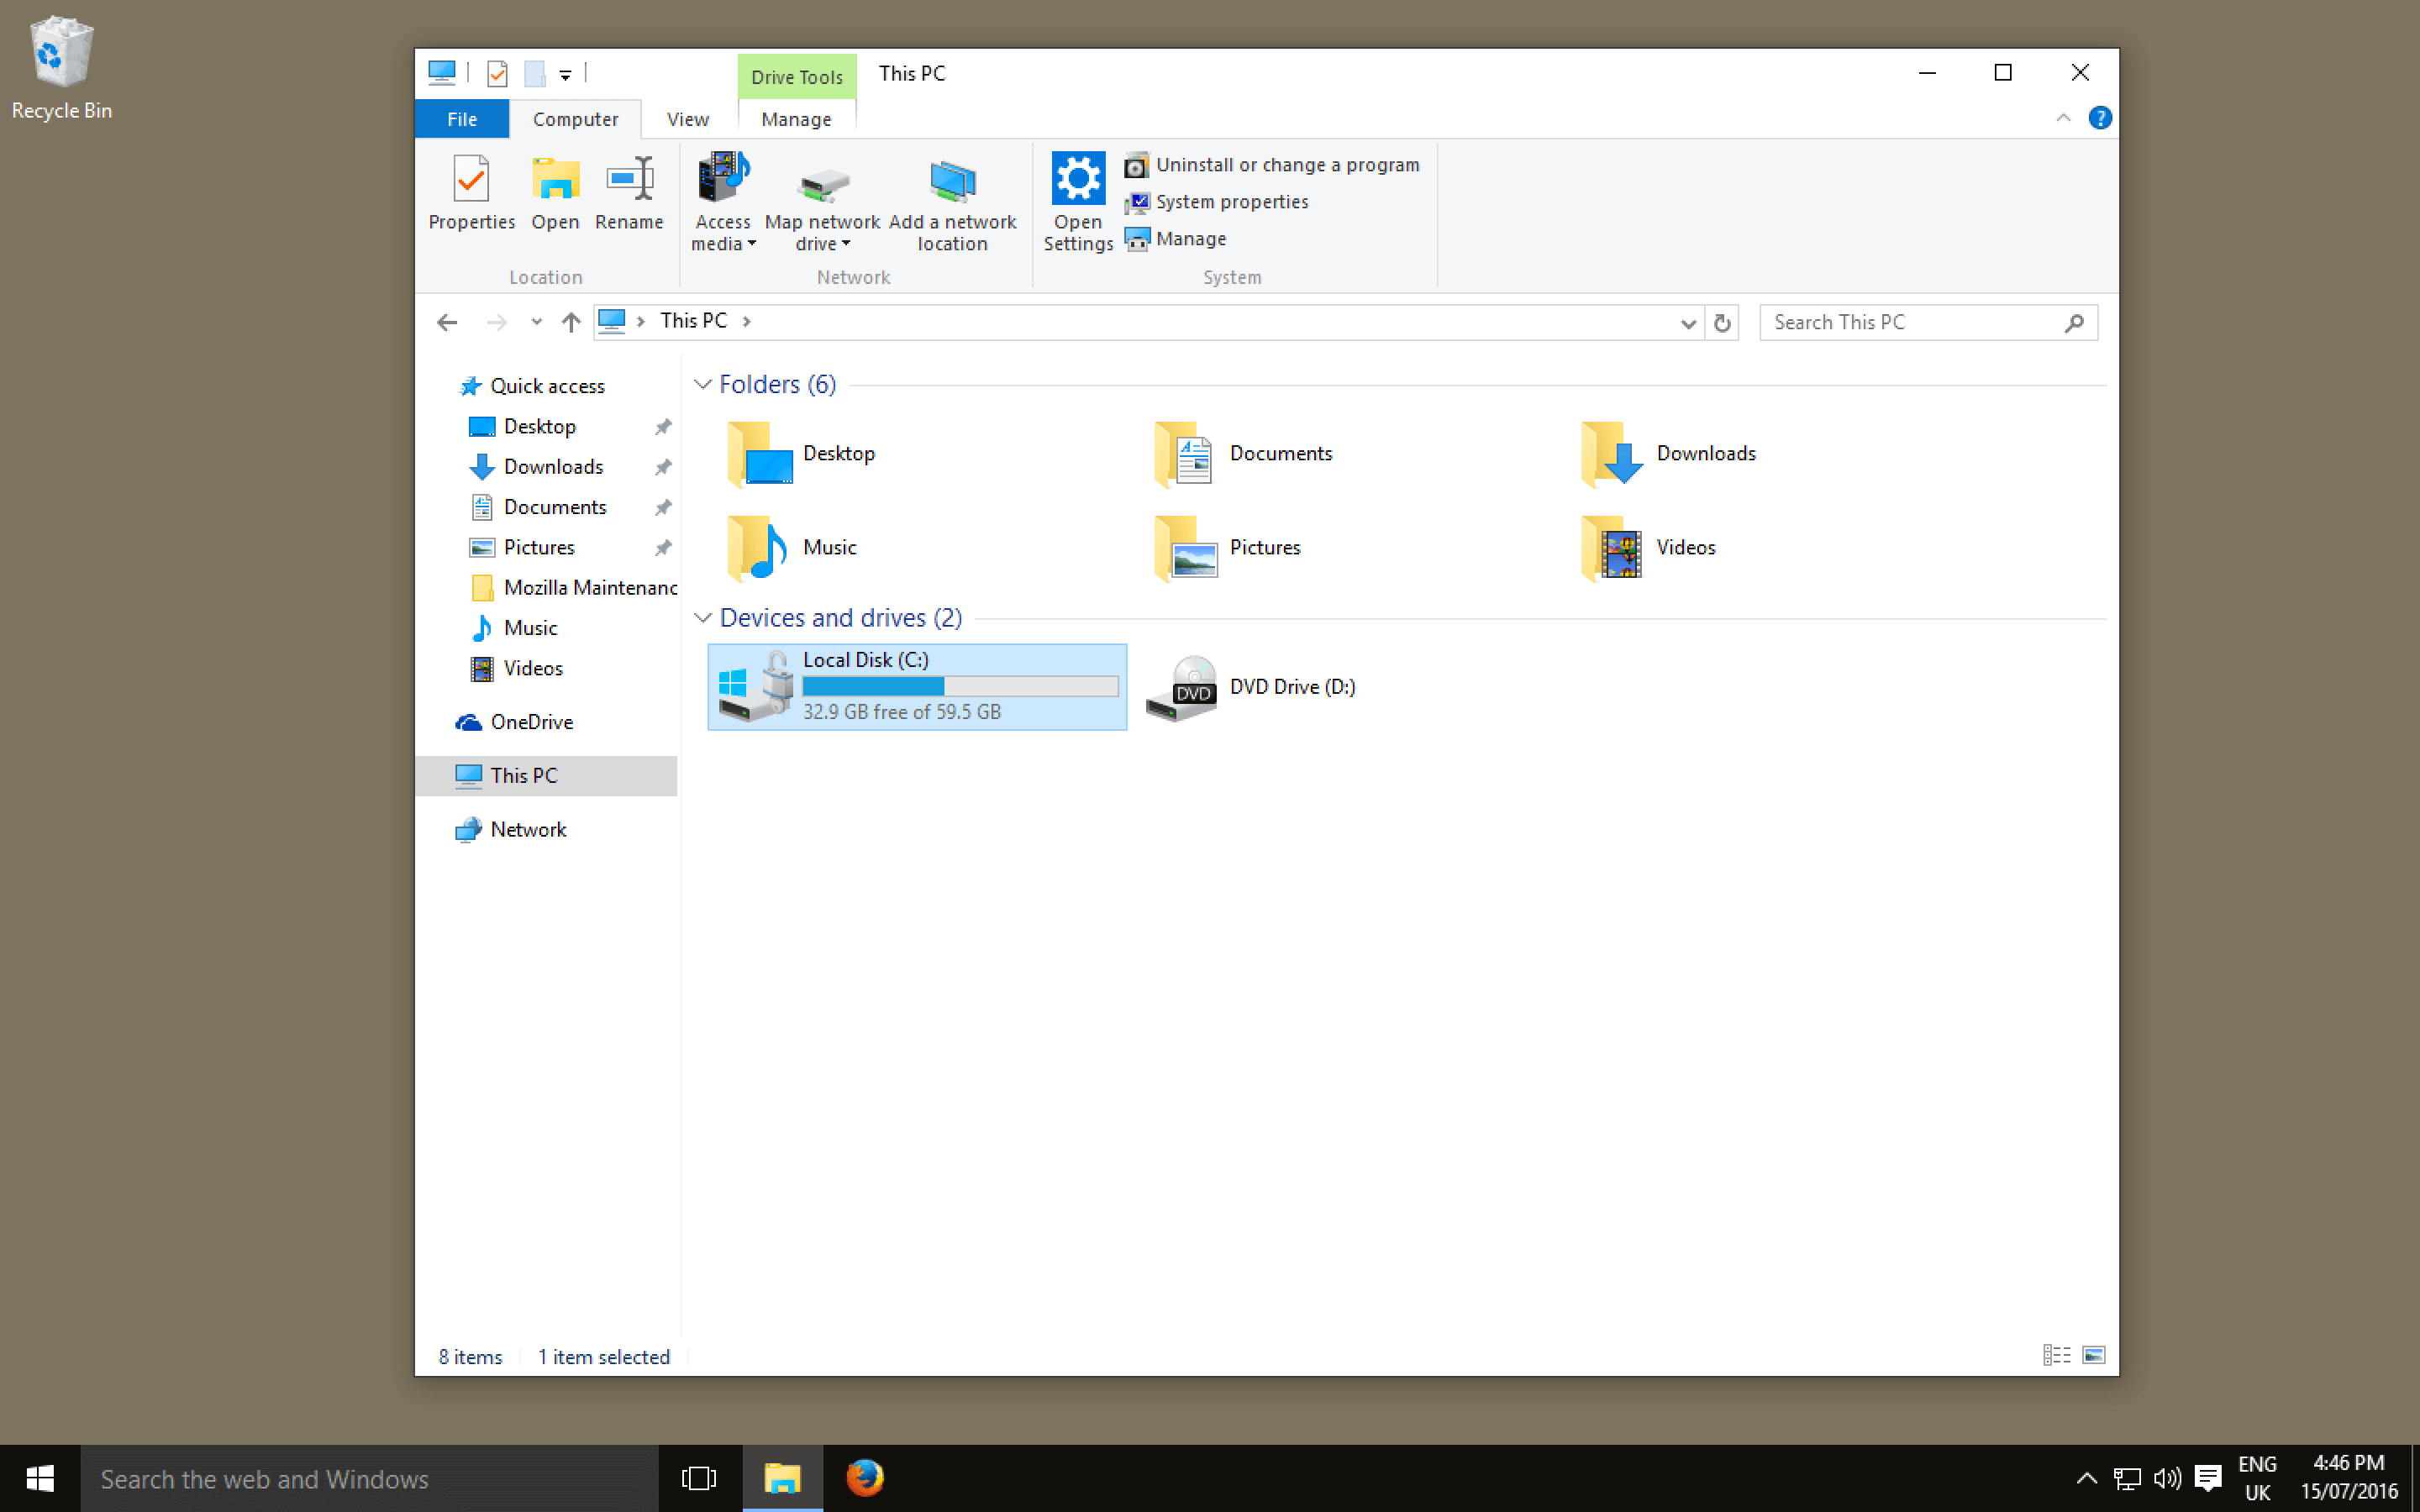 Recycle Bin
Drive Tools
This PC
File
Computer
View
Manage
?
Properties
Open
Rename
Access
media
Map network
drive
Add a network
location
Open
Settings
Uninstall or change a program
System properties
Manage
Location
Network
System
This PC
Search This PC
Quick access
Desktop
Downloads
Documents
Pictures
Mozilla Maintenanc
Music
Videos
OneDrive
This PC
Network
Folders (6)
Desktop
Documents
Downloads
Music
Pictures
Videos
Devices and drives (2)
Local Disk (C:)
32.9 GB free of 59.5 GB
DVD
DVD Drive (D:)
8 items
1 item selected
Search the web and Windows
ENG
UK
4:46 PM
15/07/2016